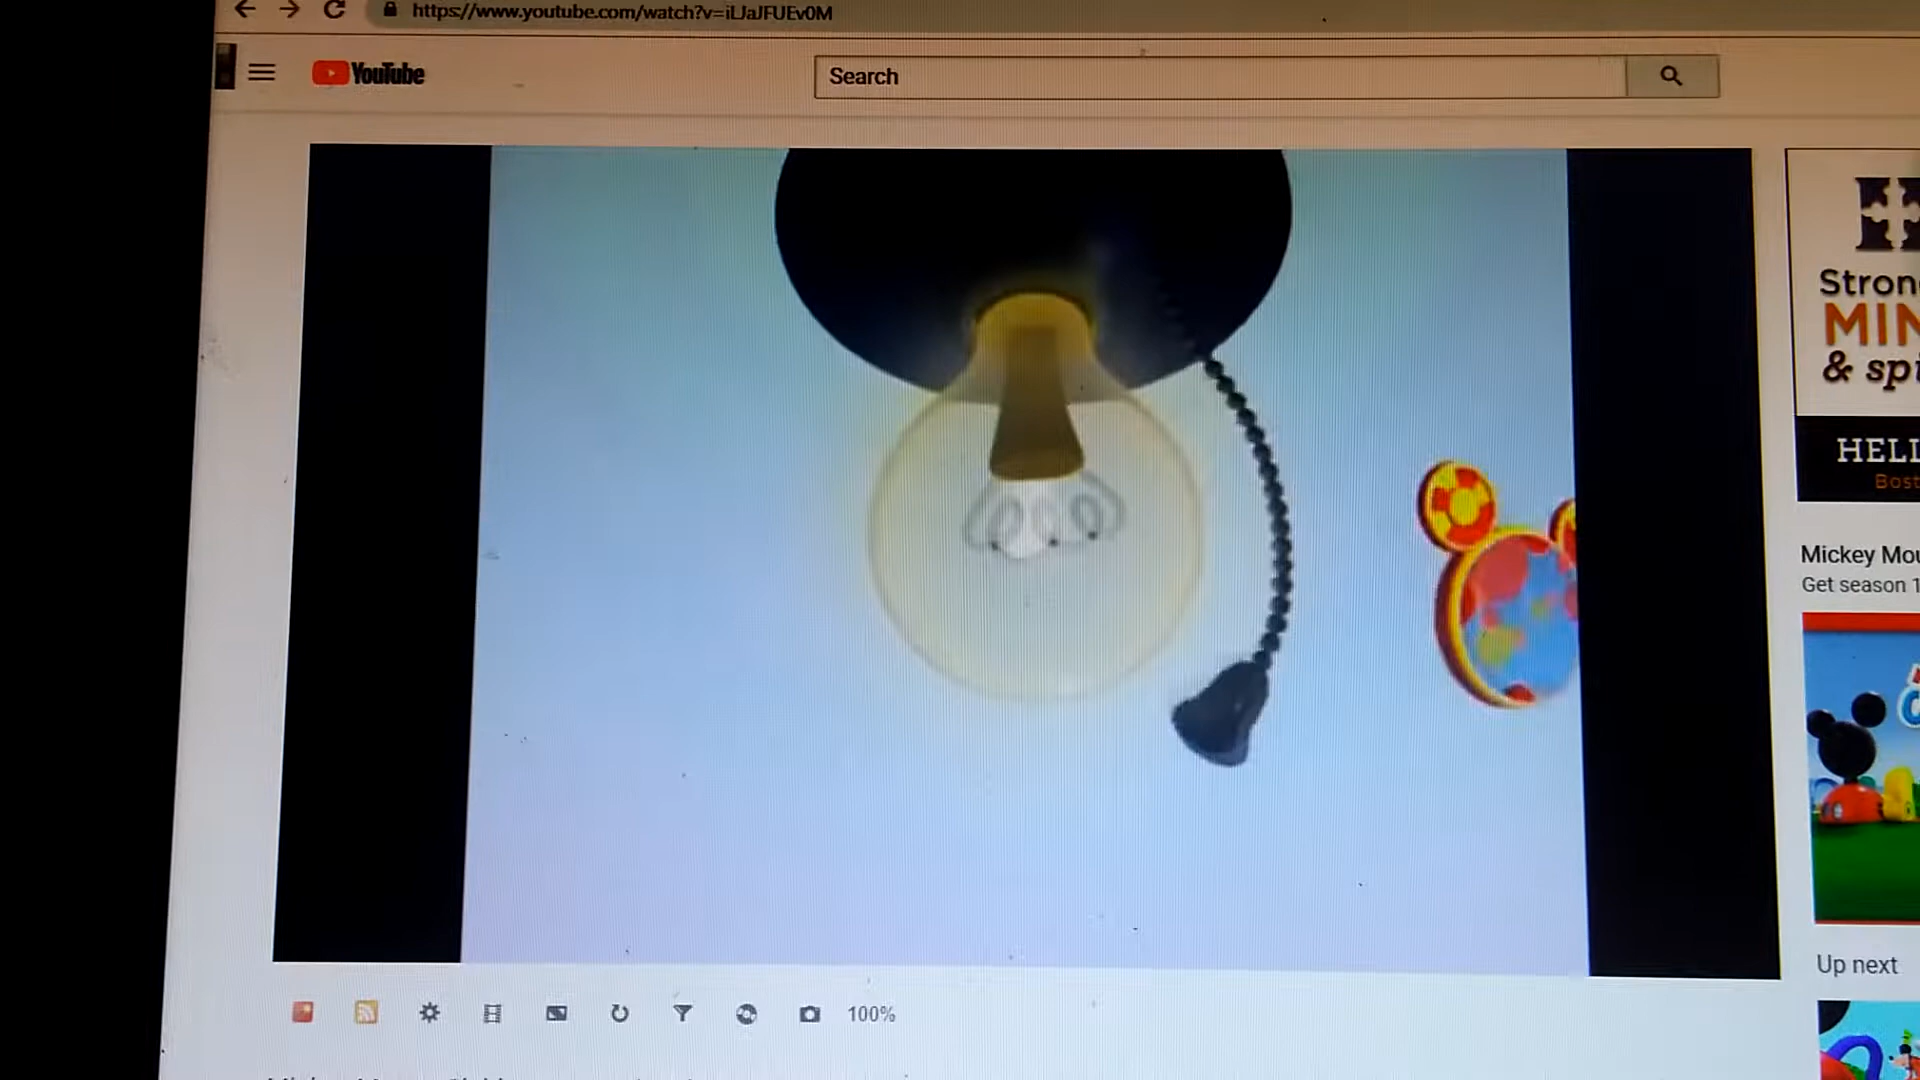 https://www.youtube.com/watch?v=iLJaJFUEv0M
YouTube
Search
Stron
MIN
& spi
HELL
Bost
Mickey Mou
Get season 1
Up next
100%